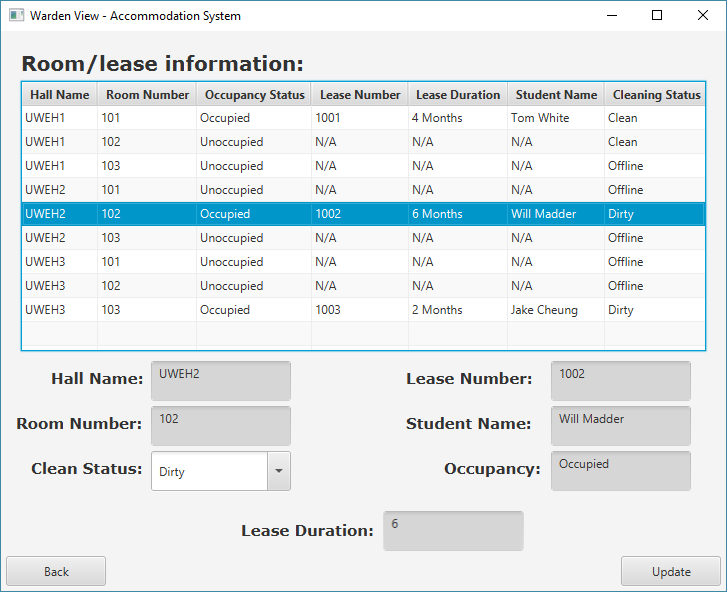 Warden View - Accommodation System
Room/lease information:
Hall Name Room Number Occupancy Status Lease Number Lease Duration Student Name Cleaning Status
UWEH1 101 Occupied 1001 4 Months Tom White Clean
UWEH1 102 Unoccupied N/A N/A N/A Clean
UWEH1 103 Unoccupied N/A N/A N/A Offline
UWEH2 101 Unoccupied N/A N/A N/A Offline
UWEH2 102 Occupied 1002 6 Months Will Madder Dirty
UWEH2 103 Unoccupied N/A N/A N/A Offline
UWEH3 101 Unoccupied N/A N/A N/A Offline
UWEH3 102 Unoccupied N/A N/A N/A Offline
UWEH3 103 Occupied 1003 2 Months Jake Cheung Dirty
Hall Name: UWEH2 Lease Number: 1002
Room Number: 102 Student Name: Will Madder
Clean Status: Dirty Occupancy: Occupied
Lease Duration: 6
Back Update